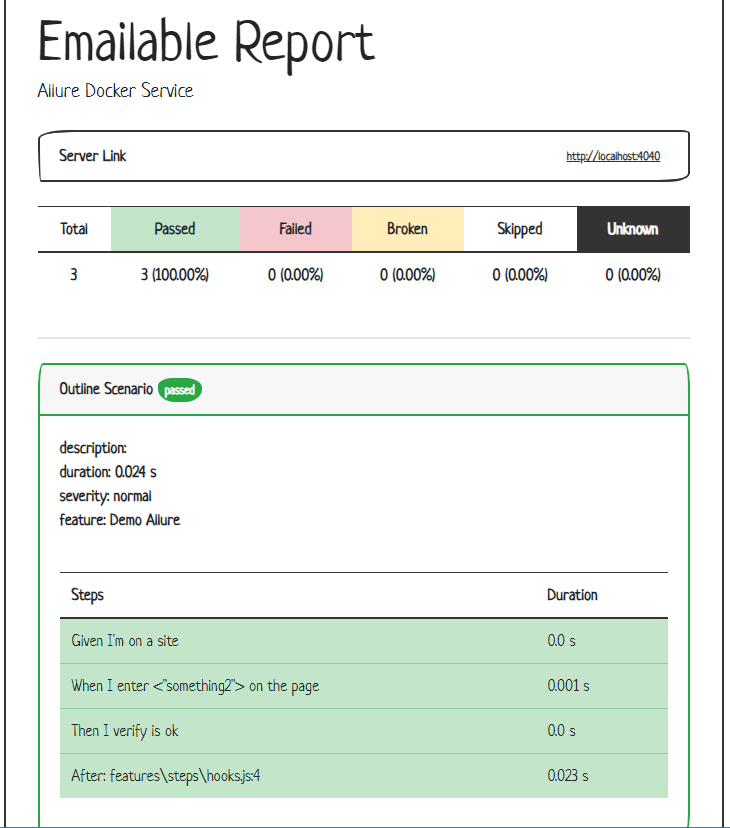 Emailable Report
Allure Docker Service
Server Link http://localhost:4040
Total Passed Failed Broken Skipped Unknown
3 3 (100.00%) 0 (0.00%) 0 (0.00%) 0 (0.00%) 0 (0.00%)
Outline Scenario passed
description:
duration: 0.024 s
severity: normal
feature: Demo Allure
Steps Duration
Given I'm on a site 0.0 s
When I enter <"something2"> on the page 0.001 s
Then I verify is ok 0.0 s
After: features\steps\hooks.js:4 0.023 s